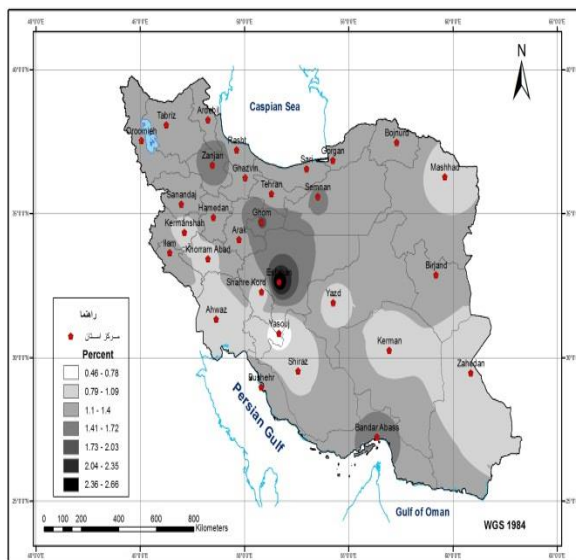 N
Caspian Sea
Ardebil
Tabriz
Oroomieh
Rasht
Zanjan
Ghazvin
Sari
Gorgan
Bojnurd
Mashhad
Tehran
Semnan
Sanandaj
Hamedan
Ghom
Kermanshah
Arak
Ilam
Khorram Abad
Birjand
Shahre Kord
Yazd
Ahwaz
Yasouj
Kerman
Shiraz
Zahedan
Bushehr
Bandar Abass
Persian Gulf
Gulf of Oman
راهنما
مرکز استان
Percent
0.46 - 0.78
0.79 - 1.09
1.1 - 1.4
1.41 - 1.72
1.73 - 2.03
2.04 - 2.35
2.36 - 2.66
0 100 200 400 600 800
Kilometers
WGS 1984